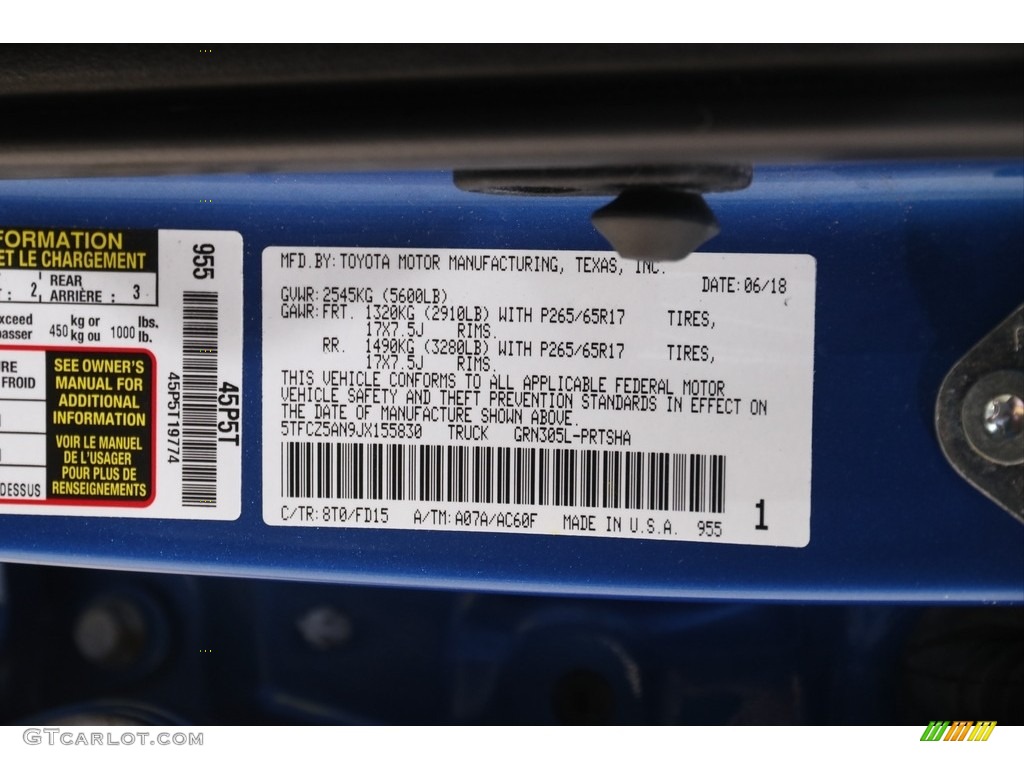 FORMATION
ET LE CHARGEMENT
: 2 REAR ARRIÈRE : 3
kg or lbs.
450 kg ou 1000 lb.
FROID
DESSUS
SEE OWNER'S
MANUAL FOR
ADDITIONAL
INFORMATION
VOIR LE MANUEL
DE L'USAGER
POUR PLUS DE
RENSEIGNEMENTS
955
45P5T19774
45P5T
MFD.BY:TOYOTA MOTOR MANUFACTURING, TEXAS, INC.
DATE:06/18
GVWR:2545KG (5600LB)
GAWR:FRT. 1320KG (2910LB) WITH P265/65R17 TIRES,
17X7.5J RIMS.
RR. 1490KG (3280LB) WITH P265/65R17 TIRES,
17X7.5J RIMS.
THIS VEHICLE CONFORMS TO ALL APPLICABLE FEDERAL MOTOR
VEHICLE SAFETY AND THEFT PREVENTION STANDARDS IN EFFECT ON
THE DATE OF MANUFACTURE SHOWN ABOVE.
5TFCZ5AN9JX155830 TRUCK GRN305L-PRTSHA
C/TR:8T0/FD15 A/TM:A07A/AC60F MADE IN U.S.A. 955
1
GTCarlot.com